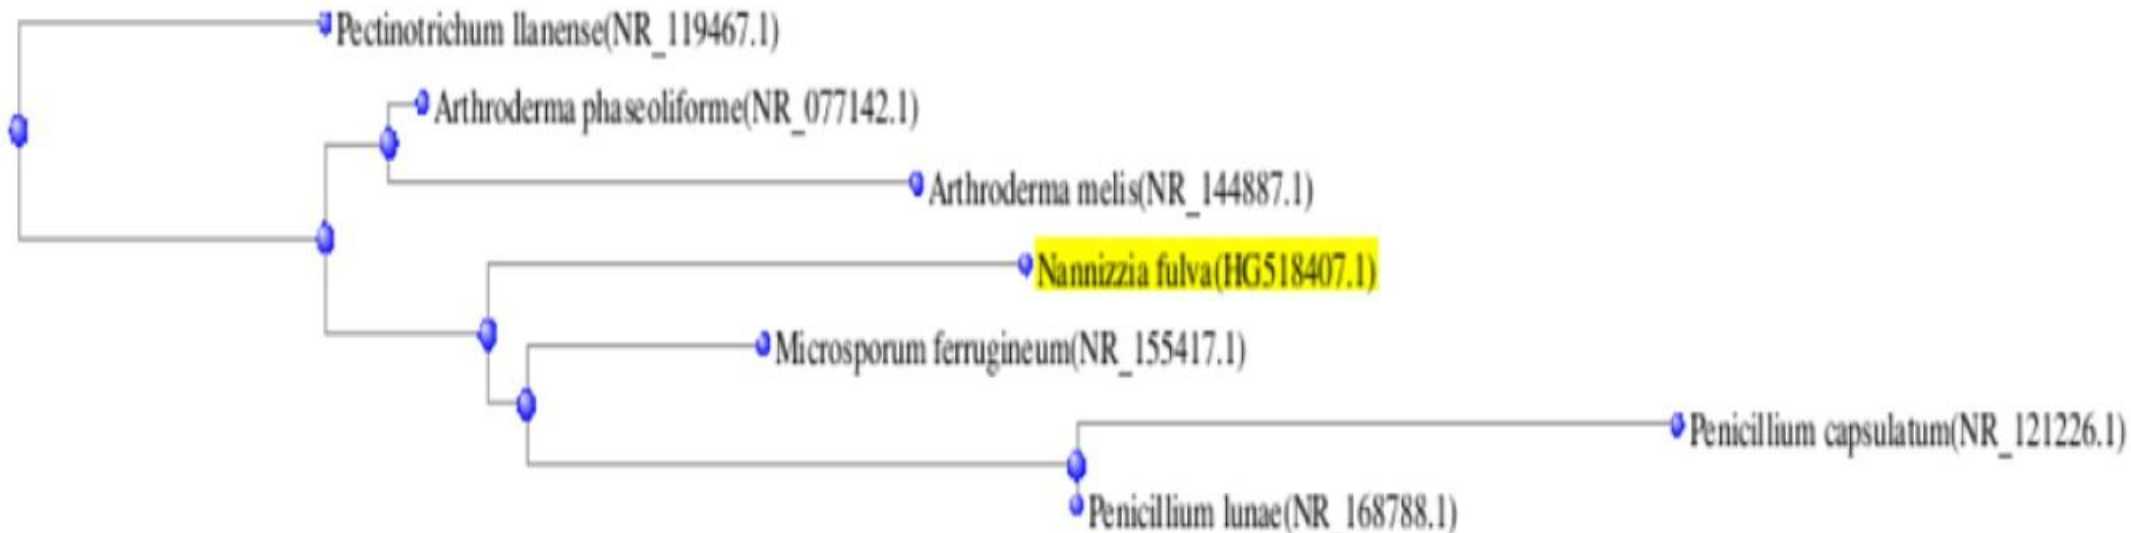 Pectinotrichum llanense(NR_119467.1)
Arthroderma phaseoliforme(NR_077142.1)
Arthroderma melis(NR_144887.1)
Nannizzia fulva(HG518407.1)
Microsporum ferrugineum(NR_155417.1)
Penicillium capsulatum(NR_121226.1)
Penicillium lunae(NR_168788.1)